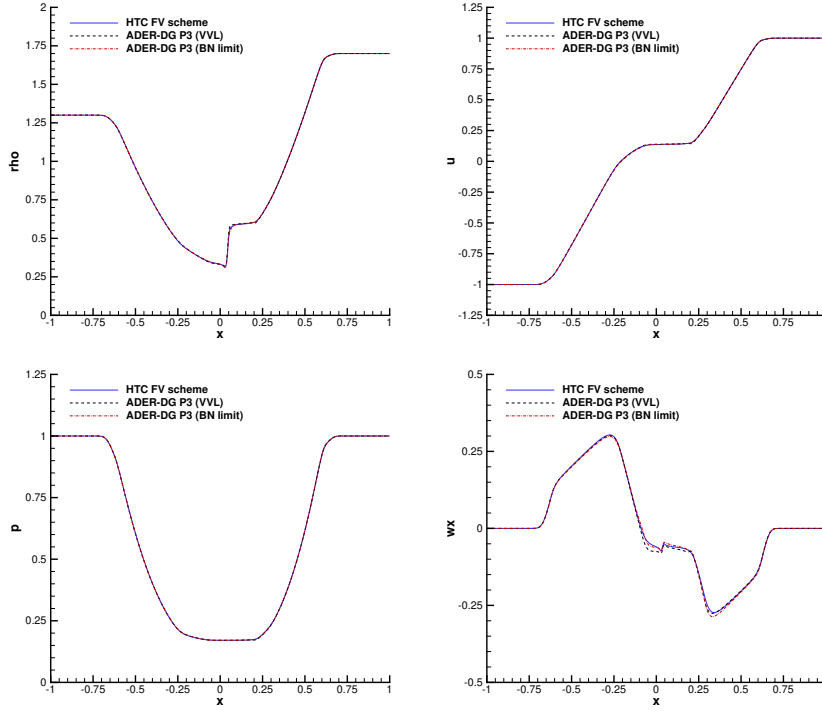 HTC FV scheme
ADER-DG P3 (VVL)
ADER-DG P3 (BN limit)
rho
2
1.75
1.5
1.25
1
0.75
0.5
0.25
0
-1 -0.75 -0.5 -0.25 0 0.25 0.5 0.75 1
x
HTC FV scheme
ADER-DG P3 (VVL)
ADER-DG P3 (BN limit)
u
1.25
1
0.75
0.5
0.25
0
-0.25
-0.5
-0.75
-1
-1.25
-1 -0.75 -0.5 -0.25 0 0.25 0.5 0.75
x
HTC FV scheme
ADER-DG P3 (VVL)
ADER-DG P3 (BN limit)
p
1.25
1
0.75
0.5
0.25
0
-1 -0.75 -0.5 -0.25 0 0.25 0.5 0.75 1
x
HTC FV scheme
ADER-DG P3 (VVL)
ADER-DG P3 (BN limit)
wx
0.5
0.25
0
-0.25
-0.5
-1 -0.75 -0.5 -0.25 0 0.25 0.5 0.75
x